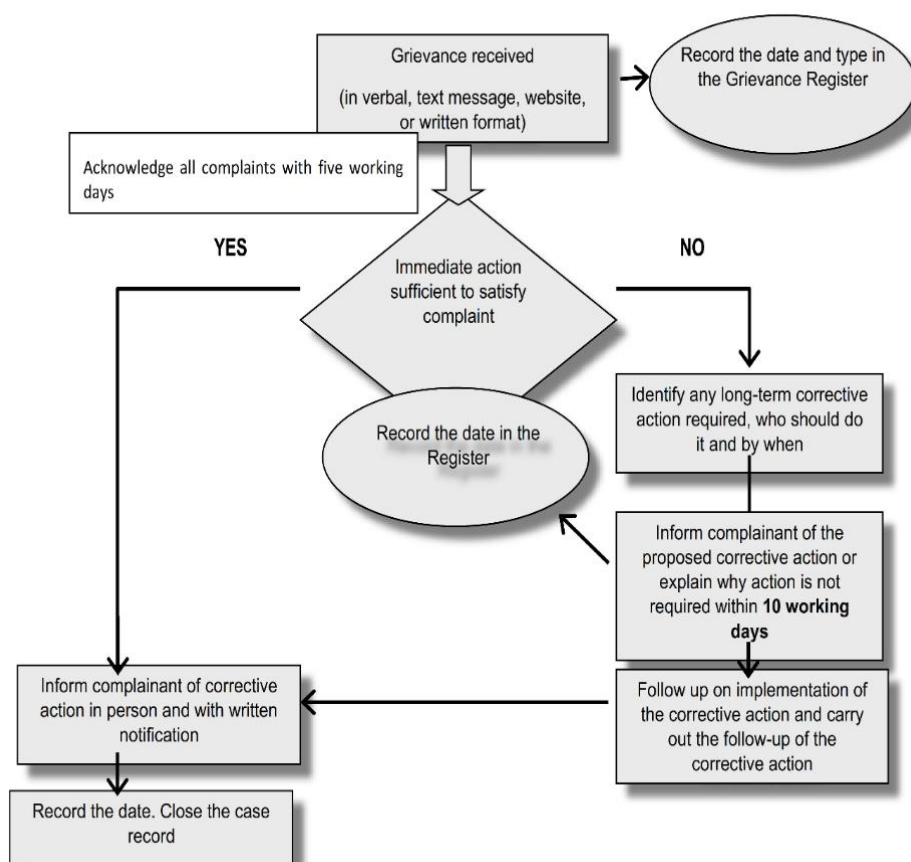 Grievance received
(in verbal, text message, website,
or written format)
Record the date and type in
the Grievance Register
Acknowledge all complaints with five working
days
YES
NO
Immediate action
sufficient to satisfy
complaint
Record the date in the
Register
Identify any long-term corrective
action required, who should do
it and by when
Inform complainant of the
proposed corrective action or
explain why action is not
required within 10 working
days
Inform complainant of corrective
action in person and with written
notification
Follow up on implementation of
the corrective action and carry
out the follow-up of the
corrective action
Record the date. Close the case
record